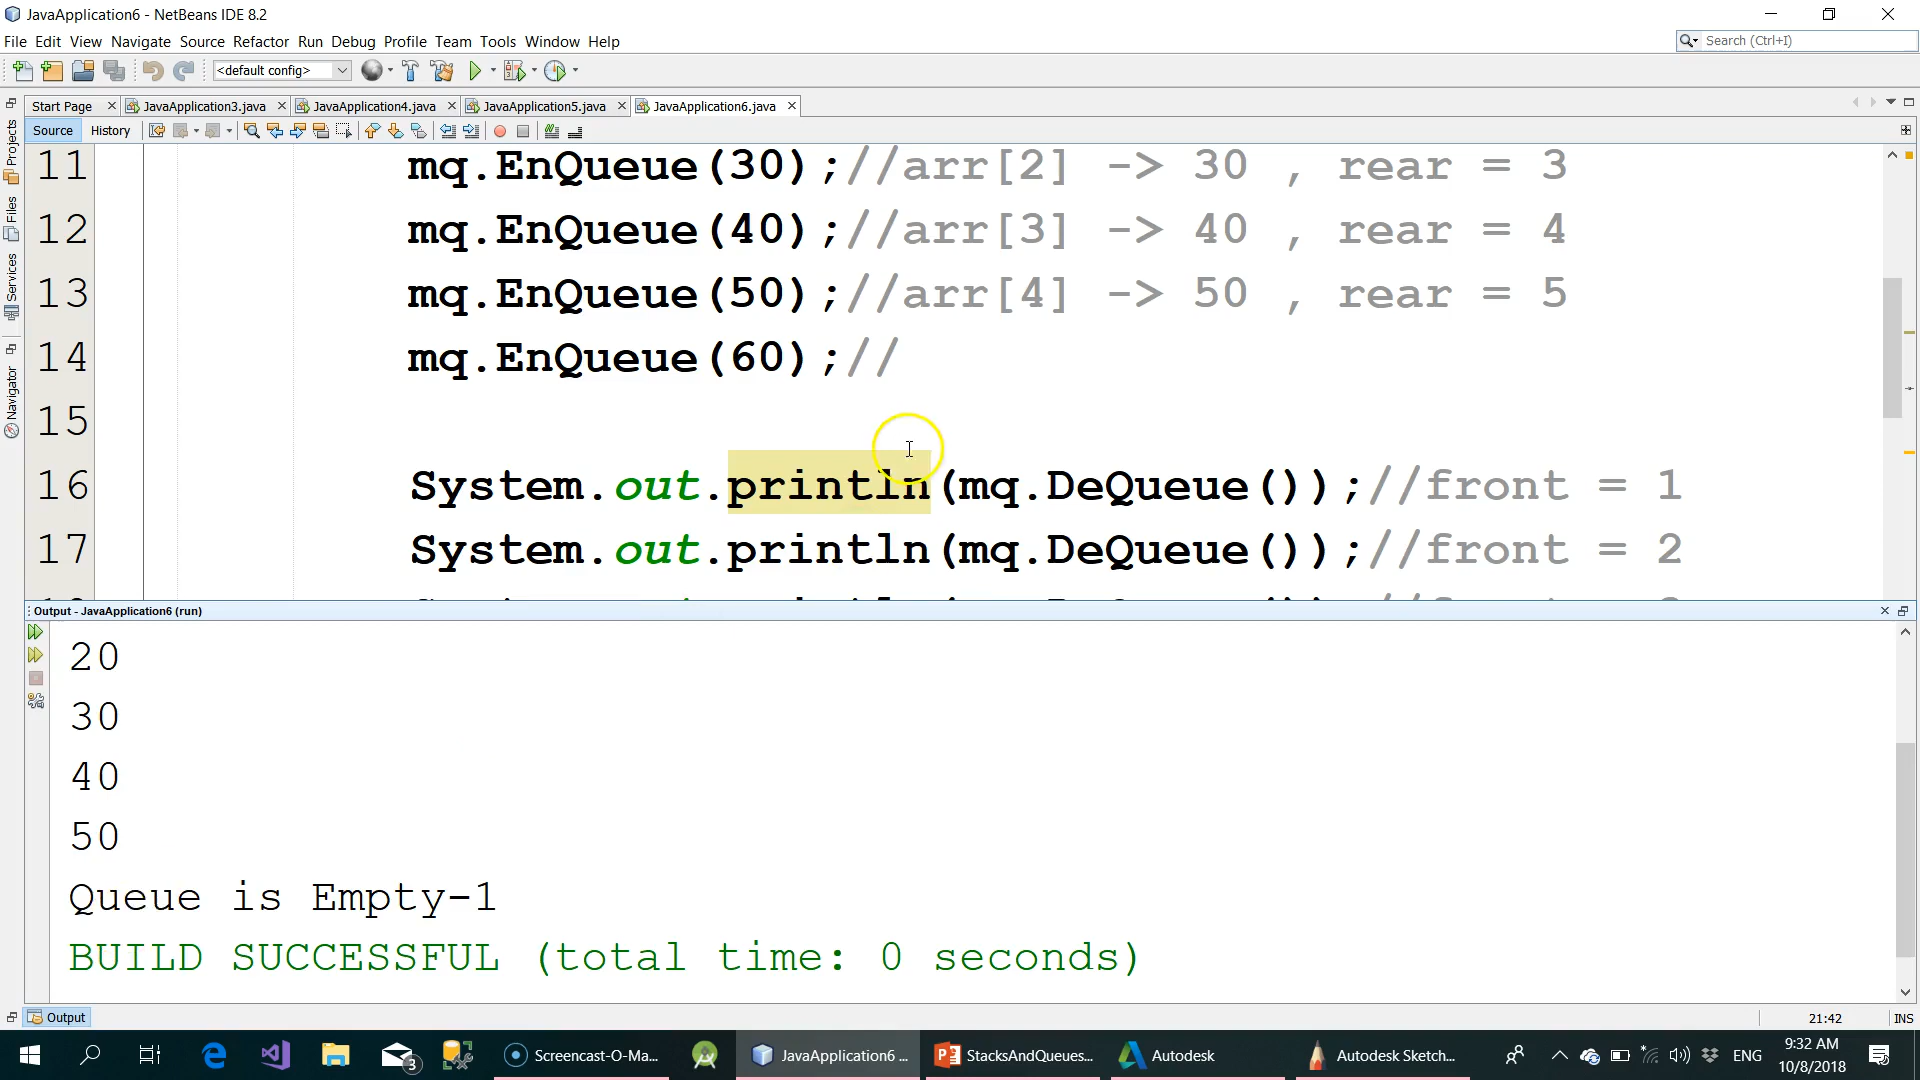 JavaApplication6 - NetBeans IDE 8.2
File Edit View Navigate Source Refactor Run Debug Profile Team Tools Window Help
Search (Ctrl+I)
<default config>
Start Page JavaApplication3.java JavaApplication4.java JavaApplication5.java JavaApplication6.java
Source History
Projects
Files
Services
Navigator
11 mq.EnQueue(30);//arr[2] -> 30 , rear = 3
12 mq.EnQueue(40);//arr[3] -> 40 , rear = 4
13 mq.EnQueue(50);//arr[4] -> 50 , rear = 5
14 mq.EnQueue(60);//
15
16 System.out.println(mq.DeQueue());//front = 1
17 System.out.println(mq.DeQueue());//front = 2
Output - JavaApplication6 (run)
20
30
40
50
Queue is Empty-1
BUILD SUCCESSFUL (total time: 0 seconds)
Output
21:42 INS
3 Screencast-O-Ma... JavaApplication6 ... StacksAndQueues... Autodesk Autodesk Sketch... ENG
9:32 AM
10/8/2018